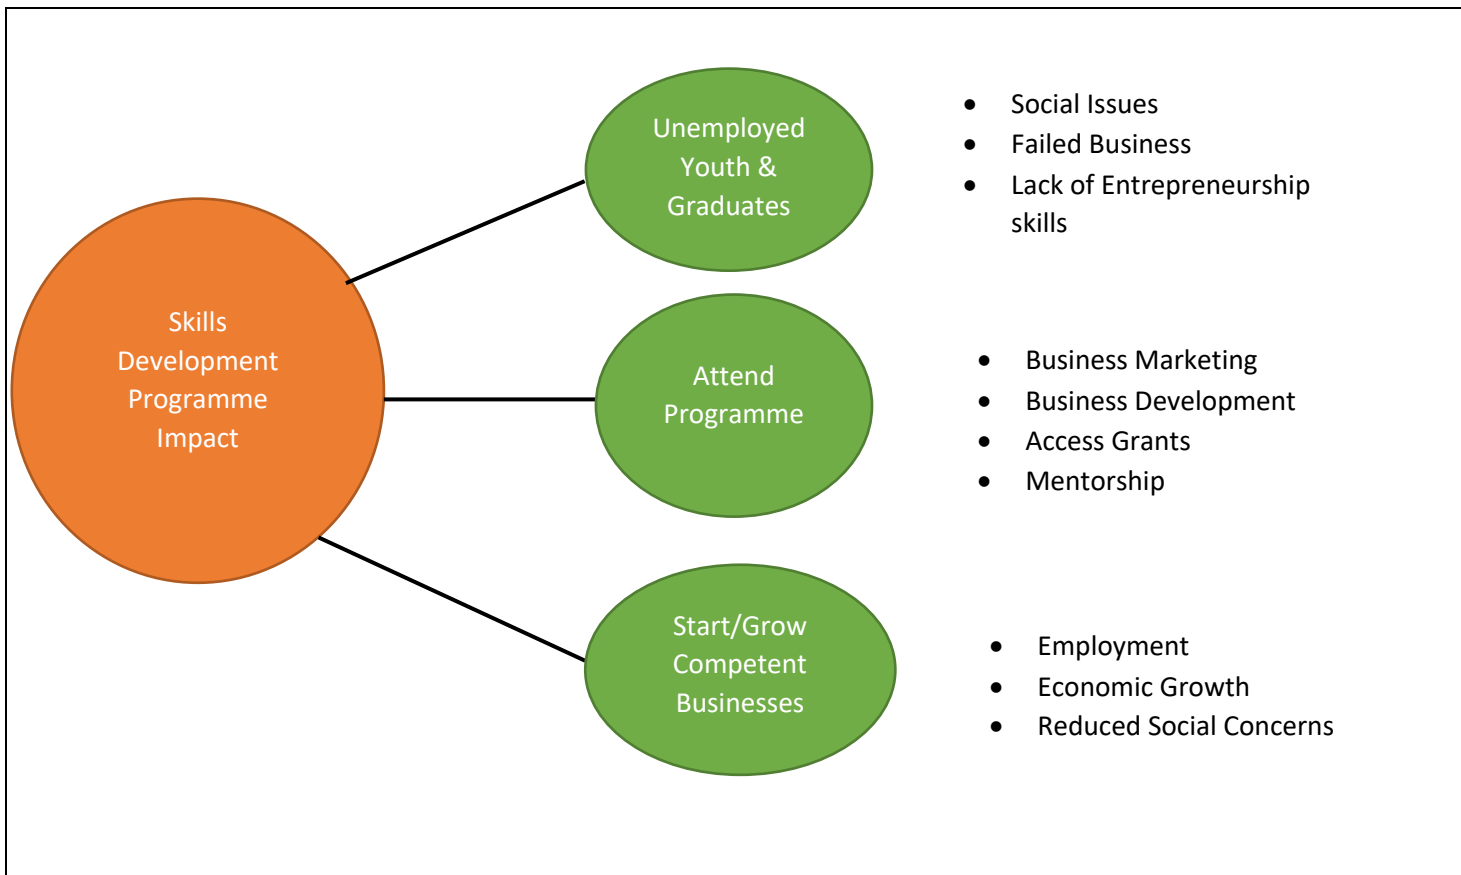 Skills
Development
Programme
Impact
Unemployed
Youth &
Graduates
• Social Issues
• Failed Business
• Lack of Entrepreneurship
skills
Attend
Programme
• Business Marketing
• Business Development
• Access Grants
• Mentorship
Start/Grow
Competent
Businesses
• Employment
• Economic Growth
• Reduced Social Concerns